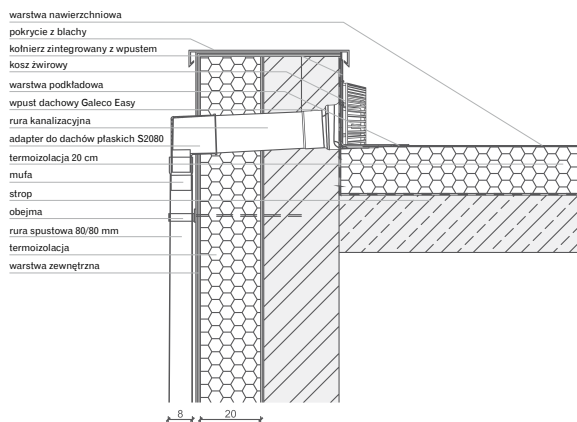 warstwa nawierzchniowa
pokrycie z blachy
kołnierz zintegrowany z wpustem
kosz żwirowy
warstwa podkładowa
wpust dachowy Galeco Easy
rura kanalizacyjna
adapter do dachów płaskich S2080
termoizolacja 20 cm
mufa
strop
obejma
rura spustowa 80/80 mm
termoizolacja
warstwa zewnętrzna
8 20